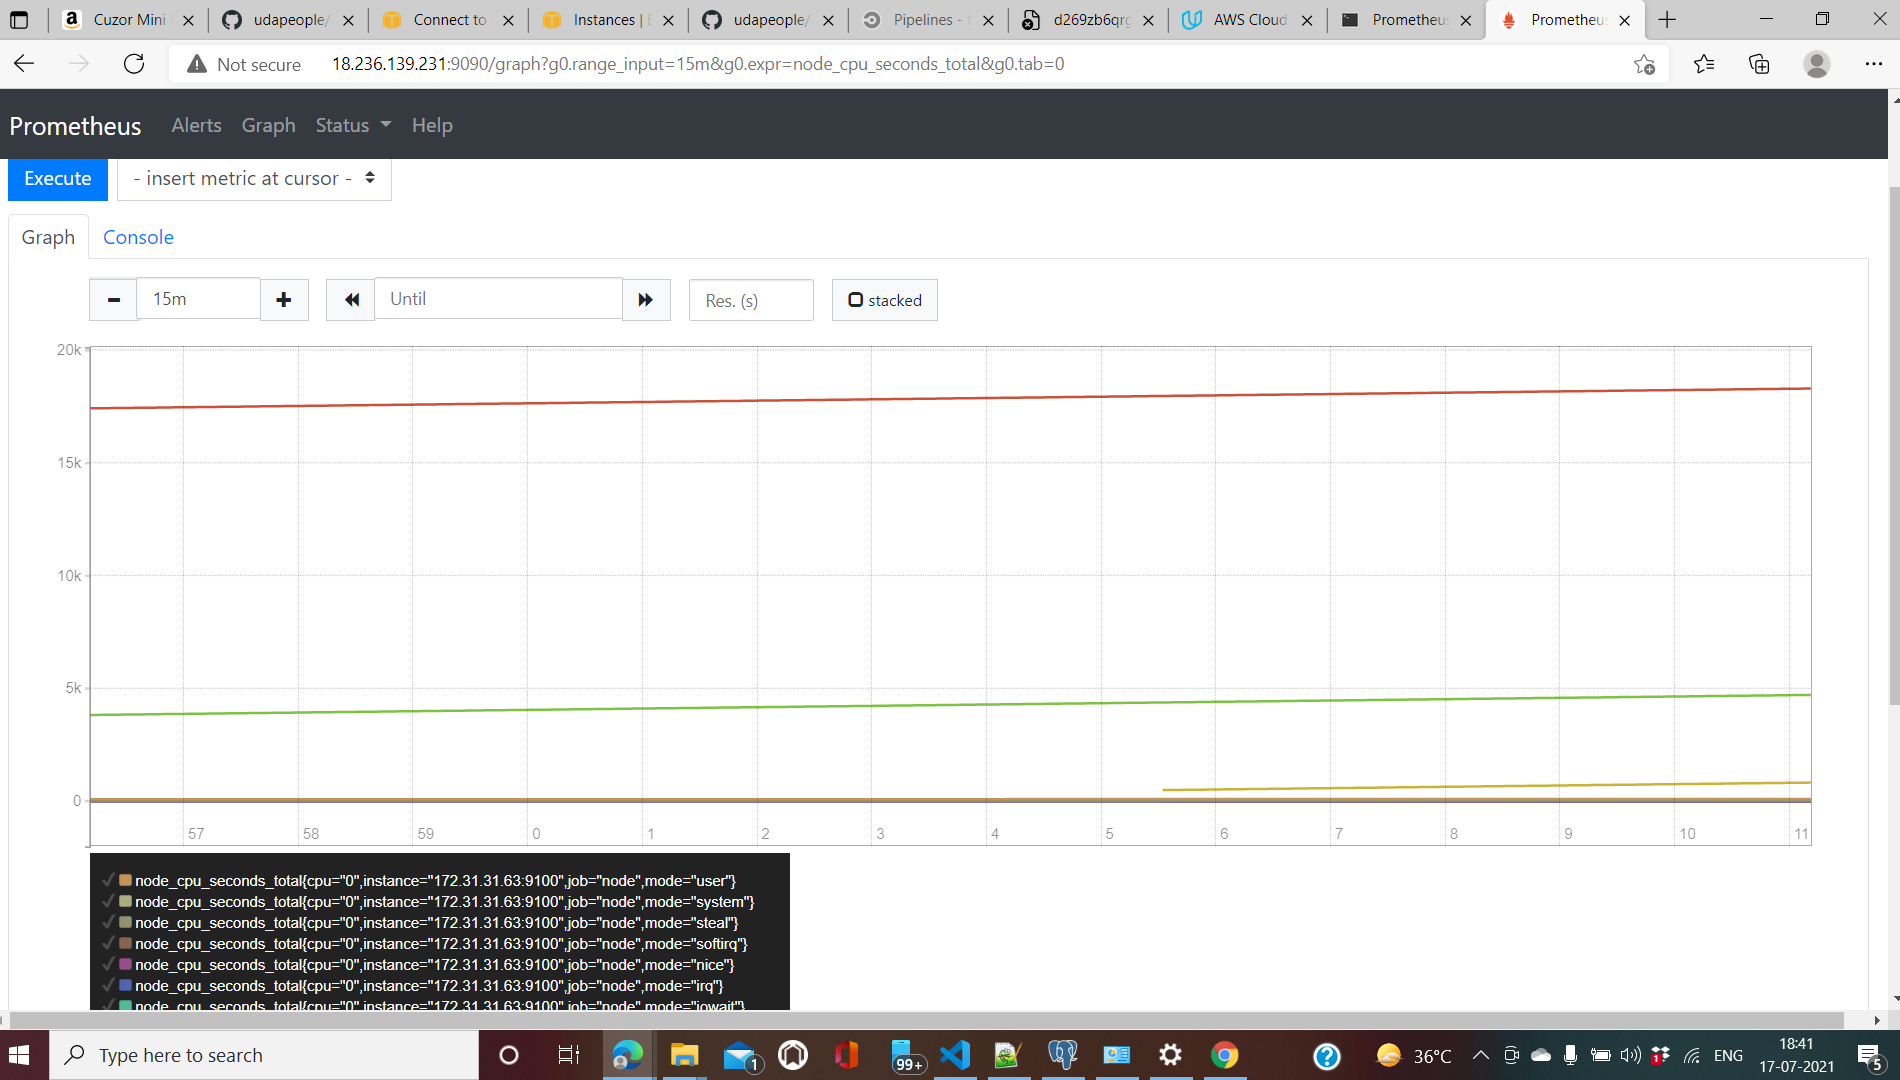 Cuzor Mini
udapeople/
Connect to
Instances | E
udapeople/
Pipelines - t
d269zb6qrg
AWS Cloud
Prometheus
Prometheus
Not secure 18.236.139.231:9090/graph?g0.range_input=15m&g0.expr=node_cpu_seconds_total&g0.tab=0
Prometheus Alerts Graph Status Help
Execute - insert metric at cursor -
Graph Console
15m Until Res. (s) stacked
20k
15k
10k
5k
0
57 58 59 0 1 2 3 4 5 6 7 8 9 10 11
node_cpu_seconds_total{cpu="0",instance="172.31.31.63:9100",job="node",mode="user"}
node_cpu_seconds_total{cpu="0",instance="172.31.31.63:9100",job="node",mode="system"}
node_cpu_seconds_total{cpu="0",instance="172.31.31.63:9100",job="node",mode="steal"}
node_cpu_seconds_total{cpu="0",instance="172.31.31.63:9100",job="node",mode="softirq"}
node_cpu_seconds_total{cpu="0",instance="172.31.31.63:9100",job="node",mode="nice"}
node_cpu_seconds_total{cpu="0",instance="172.31.31.63:9100",job="node",mode="irq"}
node_cpu_seconds_total{cpu="0",instance="172.31.31.63:9100",job="node",mode="iowait"}
Type here to search
1
99+
36°C
1
ENG
18:41
17-07-2021
5